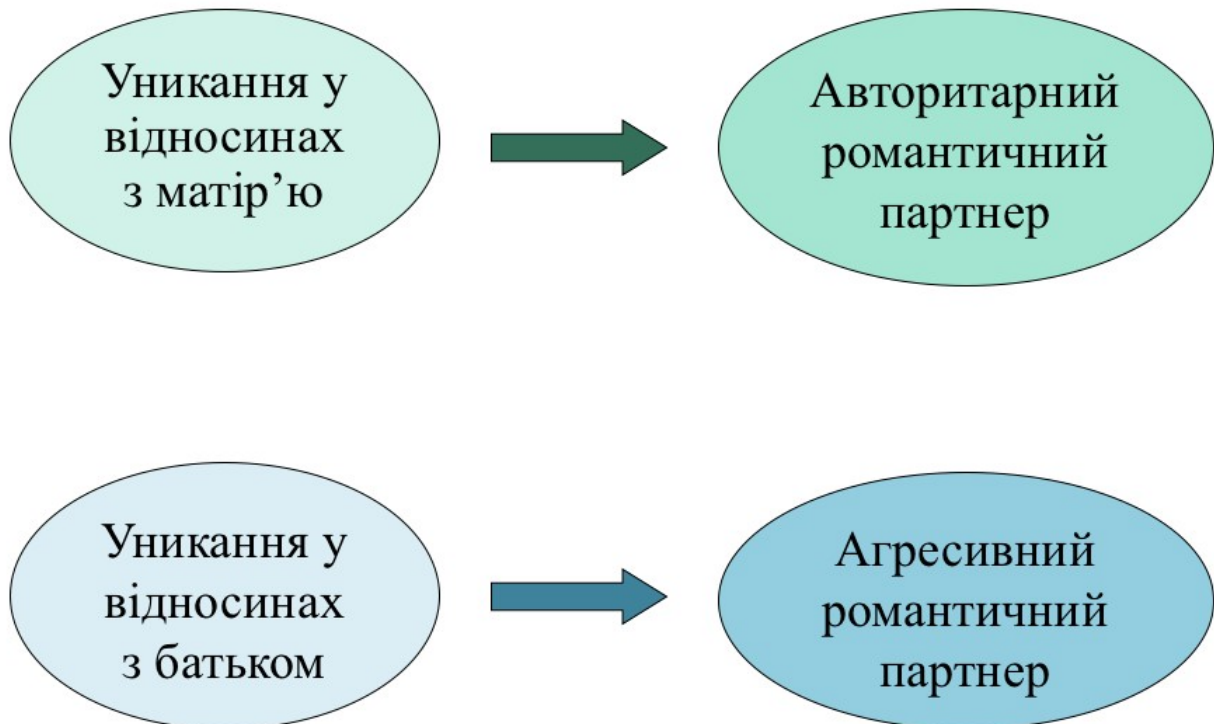 Уникання у
відносинах
з матір’ю
Авторитарний
романтичний
партнер
Уникання у
відносинах
з батьком
Агресивний
романтичний
партнер